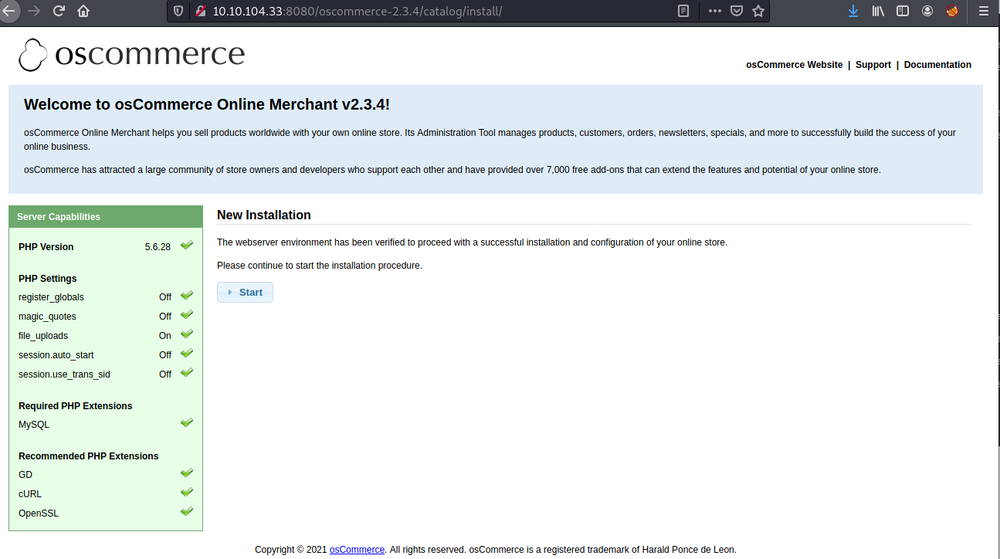 10.10.104.33:8080/oscommerce-2.3.4/catalog/install/
oscommerce
osCommerce Website | Support | Documentation
Welcome to osCommerce Online Merchant v2.3.4!
osCommerce Online Merchant helps you sell products worldwide with your own online store. Its Administration Tool manages products, customers, orders, newsletters, specials, and more to successfully build the success of your
online business.
osCommerce has attracted a large community of store owners and developers who support each other and have provided over 7,000 free add-ons that can extend the features and potential of your online store.
Server Capabilities
PHP Version 5.6.28
PHP Settings
register_globals Off
magic_quotes Off
file_uploads On
session.auto_start Off
session.use_trans_sid Off
Required PHP Extensions
MySQL
Recommended PHP Extensions
GD
cURL
OpenSSL
New Installation
The webserver environment has been verified to proceed with a successful installation and configuration of your online store.
Please continue to start the installation procedure.
Start
Copyright © 2021 osCommerce. All rights reserved. osCommerce is a registered trademark of Harald Ponce de Leon.